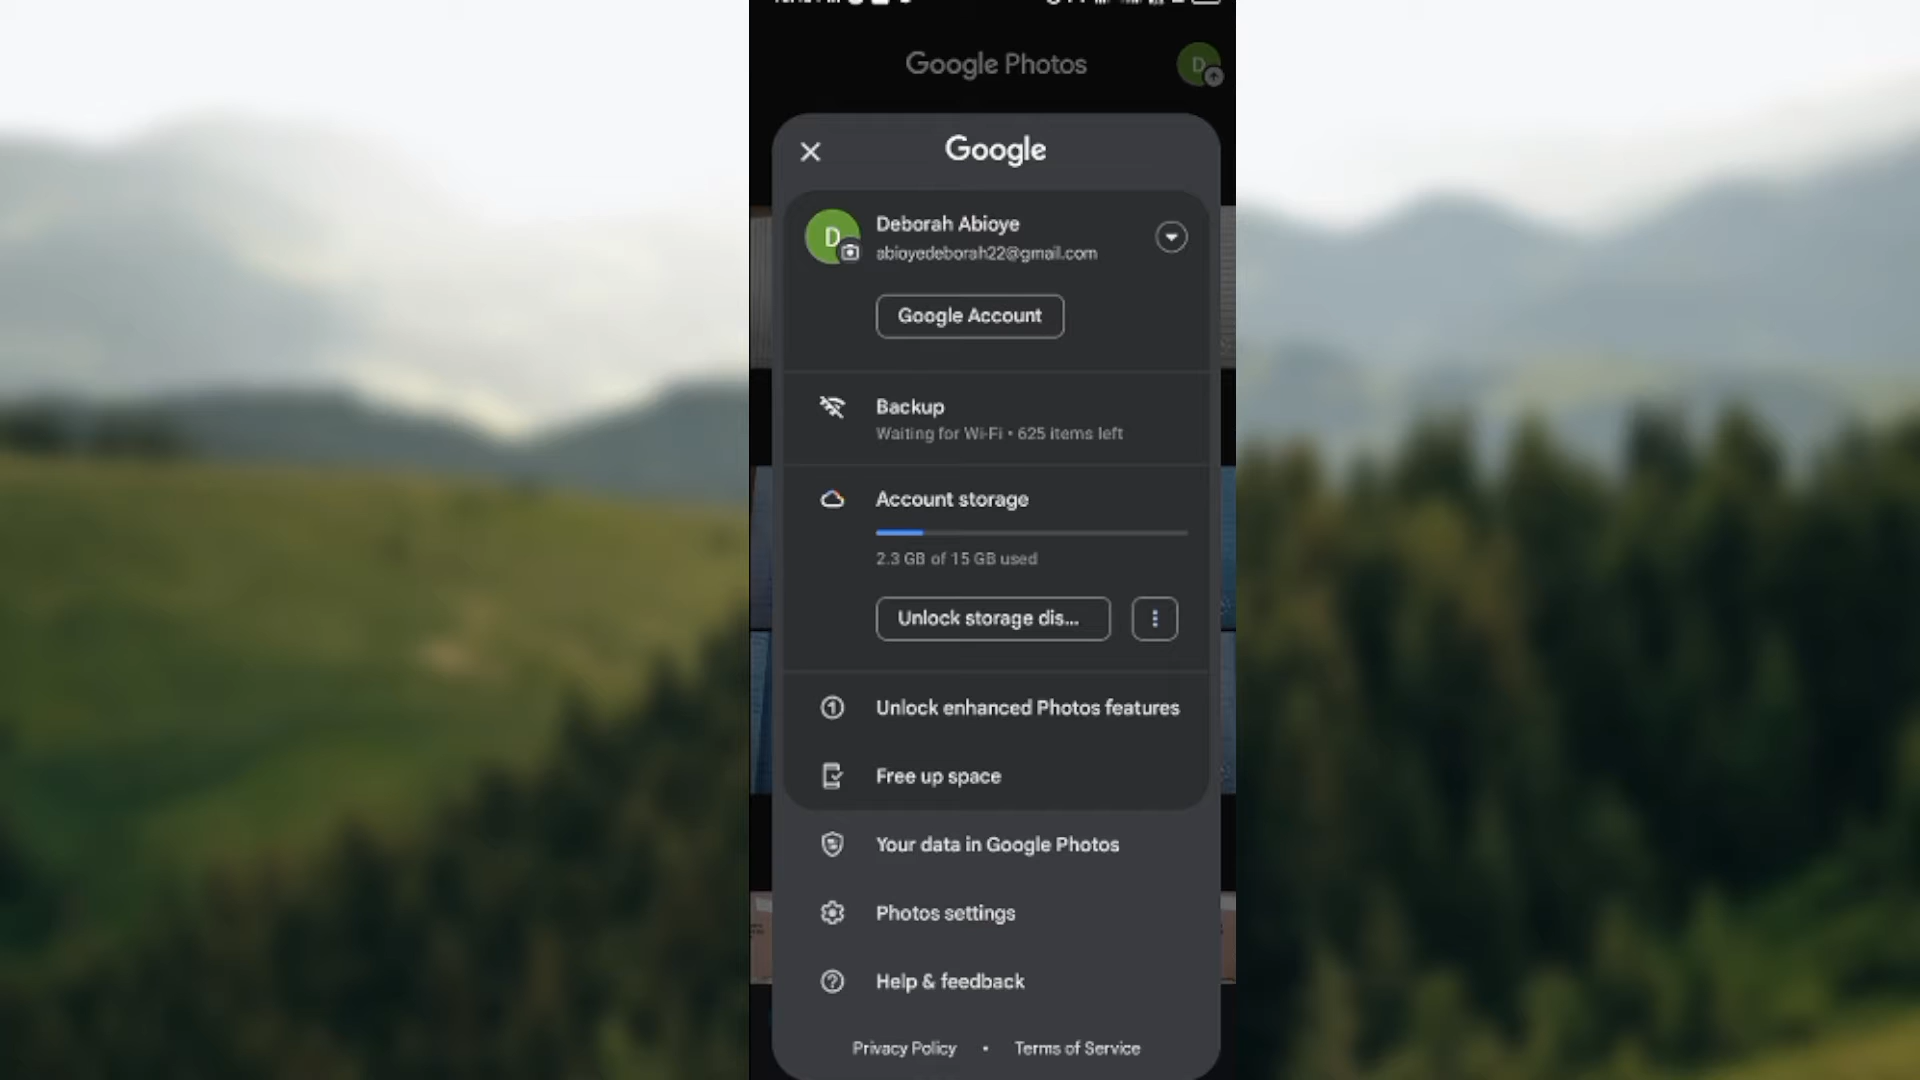 Google Photos
D
Google
D
Deborah Abioye
abioyedeborah22@gmail.com
Google Account
Backup
Waiting for Wi-Fi • 625 items left
Account storage
2.3 GB of 15 GB used
Unlock storage dis...
Unlock enhanced Photos features
Free up space
Your data in Google Photos
Photos settings
Help & feedback
Privacy Policy • Terms of Service